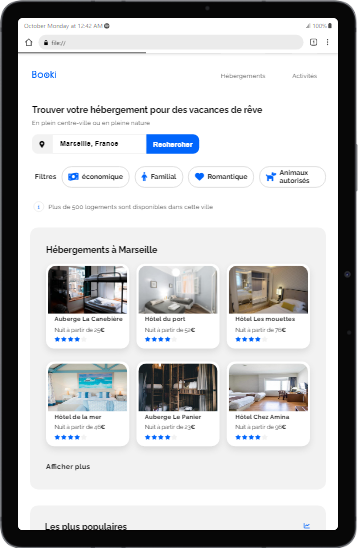 October Monday at 12:42 AM
100%
file://
Booki
Hebergements Activites
Trouver votre hébergement pour des vacances de rêve
En plein centre-ville ou en pleine nature
Marseille, France Rechercher
Filtres économique Familial Romantique Animaux autorisés
Plus de 500 logements sont disponibles dans cette ville
Hébergements à Marseille
Auberge La Canebière Hôtel du port Hôtel Les mouettes
Nuit à partir de 25€ Nuit à partir de 52€ Nuit à partir de 76€
Hôtel de la mer Auberge Le Panier Hôtel Chez Amina
Nuit à partir de 46€ Nuit à partir de 23€ Nuit à partir de 96€
Afficher plus
Les plus populaires